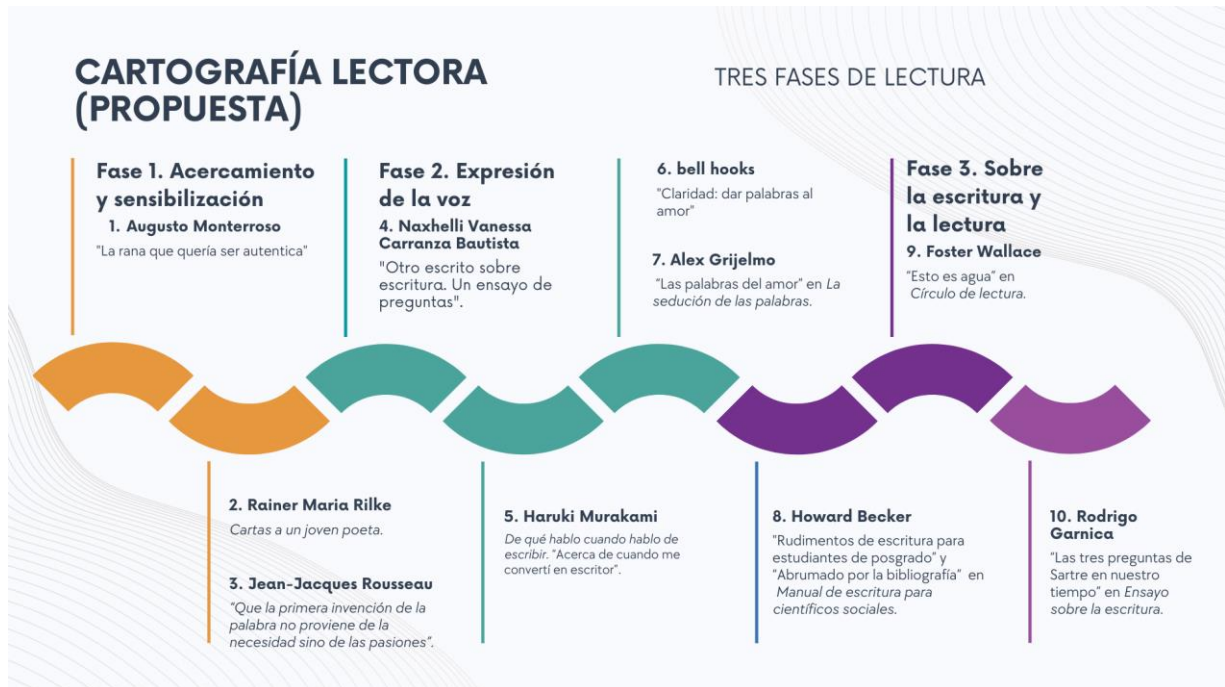 CARTOGRAFÍA LECTORA
(PROPUESTA)
TRES FASES DE LECTURA
Fase 1. Acercamiento
y sensibilización
1. Augusto Monterroso
"La rana que quería ser autentica"
2. Rainer Maria Rilke
Cartas a un joven poeta.
3. Jean-Jacques Rousseau
"Que la primera invención de la
palabra no proviene de la
necesidad sino de las pasiones".
Fase 2. Expresión
de la voz
4. Naxhelli Vanessa
Carranza Bautista
"Otro escrito sobre
escritura. Un ensayo de
preguntas".
5. Haruki Murakami
De qué hablo cuando hablo de
escribir. "Acerca de cuando me
convertí en escritor".
6. bell hooks
"Claridad: dar palabras al
amor"
7. Alex Grijelmo
"Las palabras del amor" en La
sedución de las palabras.
8. Howard Becker
"Rudimentos de escritura para
estudiantes de posgrado" y
"Abrumado por la bibliografía" en
Manual de escritura para
científicos sociales.
Fase 3. Sobre
la escritura y
la lectura
9. Foster Wallace
"Esto es agua" en
Círculo de lectura.
10. Rodrigo
Garnica
"Las tres preguntas de
Sartre en nuestro
tiempo" en Ensayo
sobre la escritura.